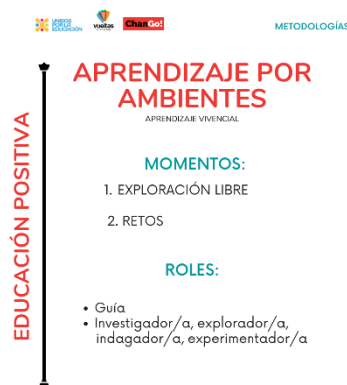 UNIDOS
POR LA
EDUCACIÓN
vueltas
ChanGo!
METODOLOGÍAS
EDUCACIÓN POSITIVA
APRENDIZAJE POR
AMBIENTES
APRENDIZAJE VIVENCIAL
MOMENTOS:
1. EXPLORACIÓN LIBRE
2. RETOS
ROLES:
• Guía
• Investigador/a, explorador/a,
indagador/a, experimentador/a